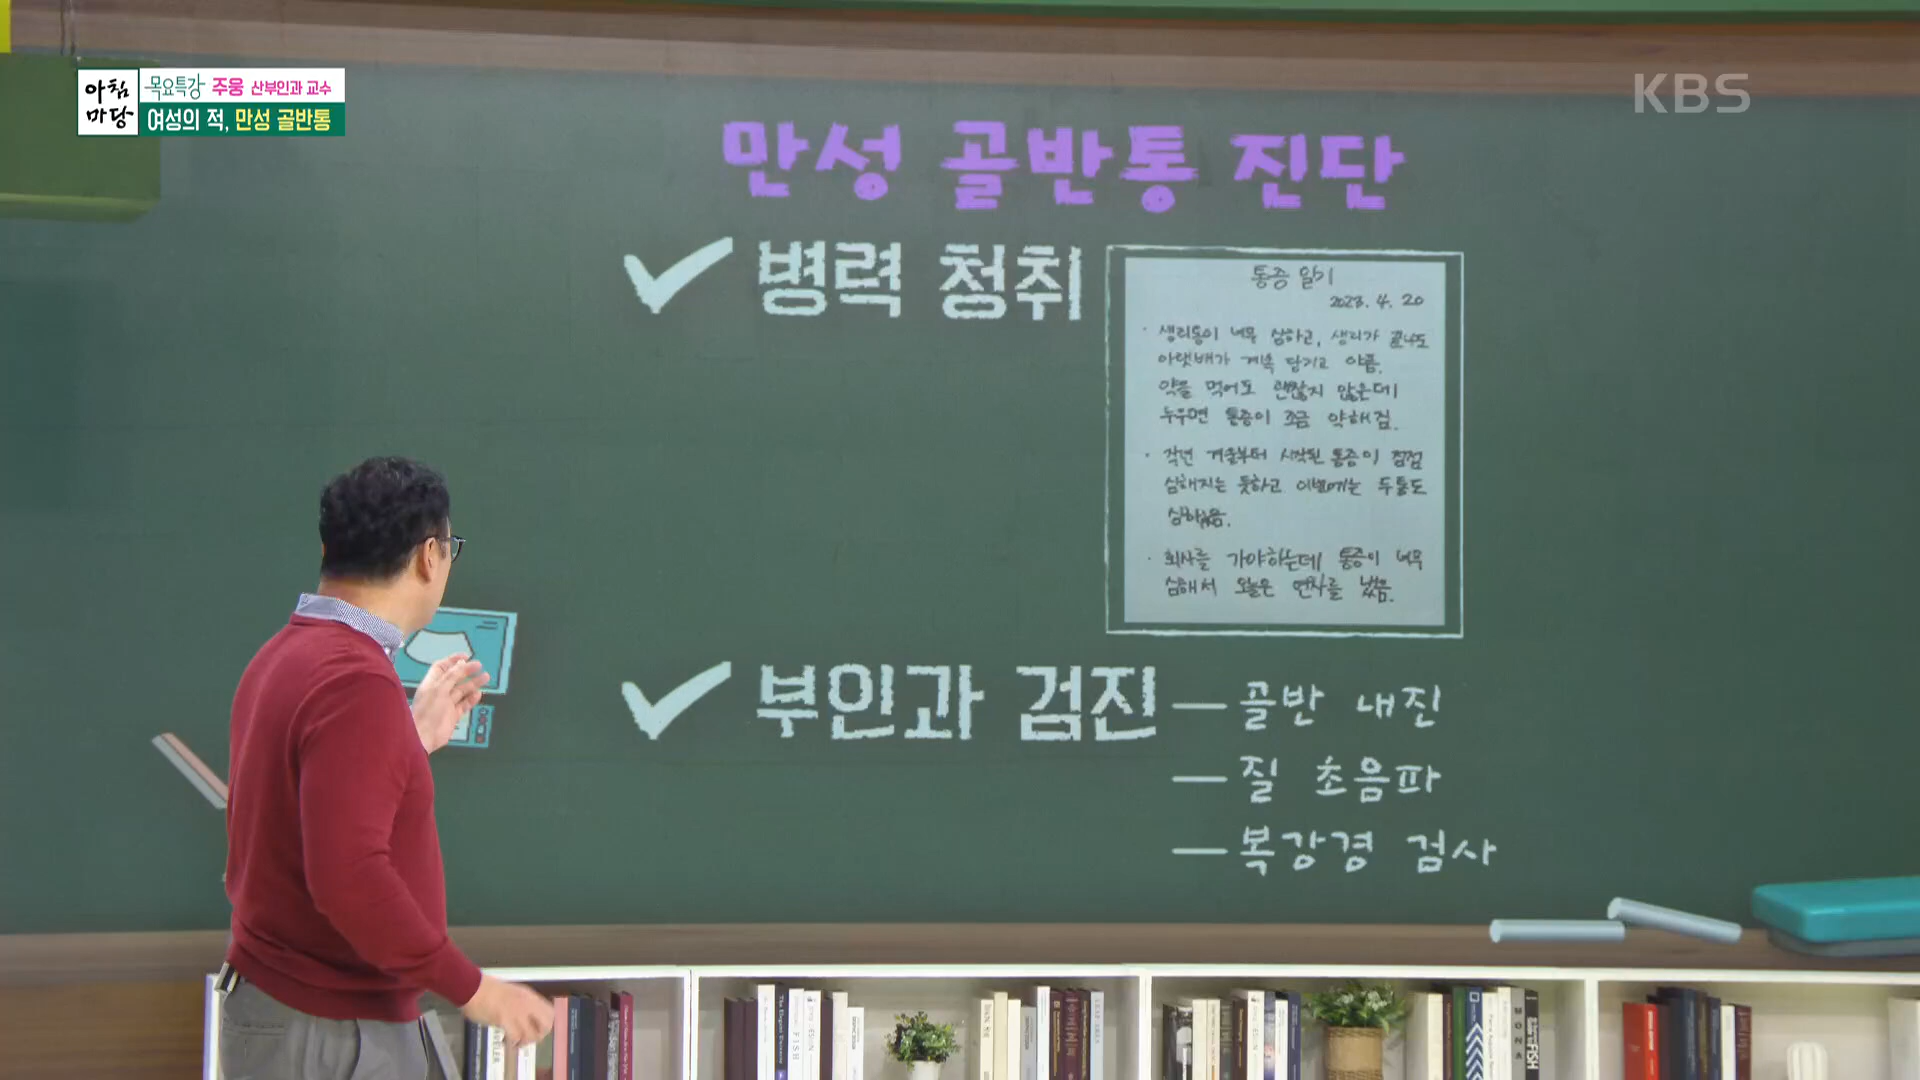 아침
마당
목요특강 주웅 산부인과 교수
여성의 적, 만성 골반통
KBS
만성 골반통 진단
병력 청취
통증 일기
2023. 4. 20
· 생리통이 너무 심하고, 생리가 끝나도
아랫배가 계속 당기고 아픔.
약을 먹어도 괜찮지 않은데
누우면 통증이 조금 약해짐.
· 작년 겨울부터 시작된 통증이 점점
심해지는 듯하고 이번에는 두통도
심해졌음.
· 회사를 가야하는데 통증이 너무
심해서 오늘은 연차를 냈음.
부인과 검진 — 골반 내진
— 질 초음파
— 복강경 검사
FISH
MONA
FISH